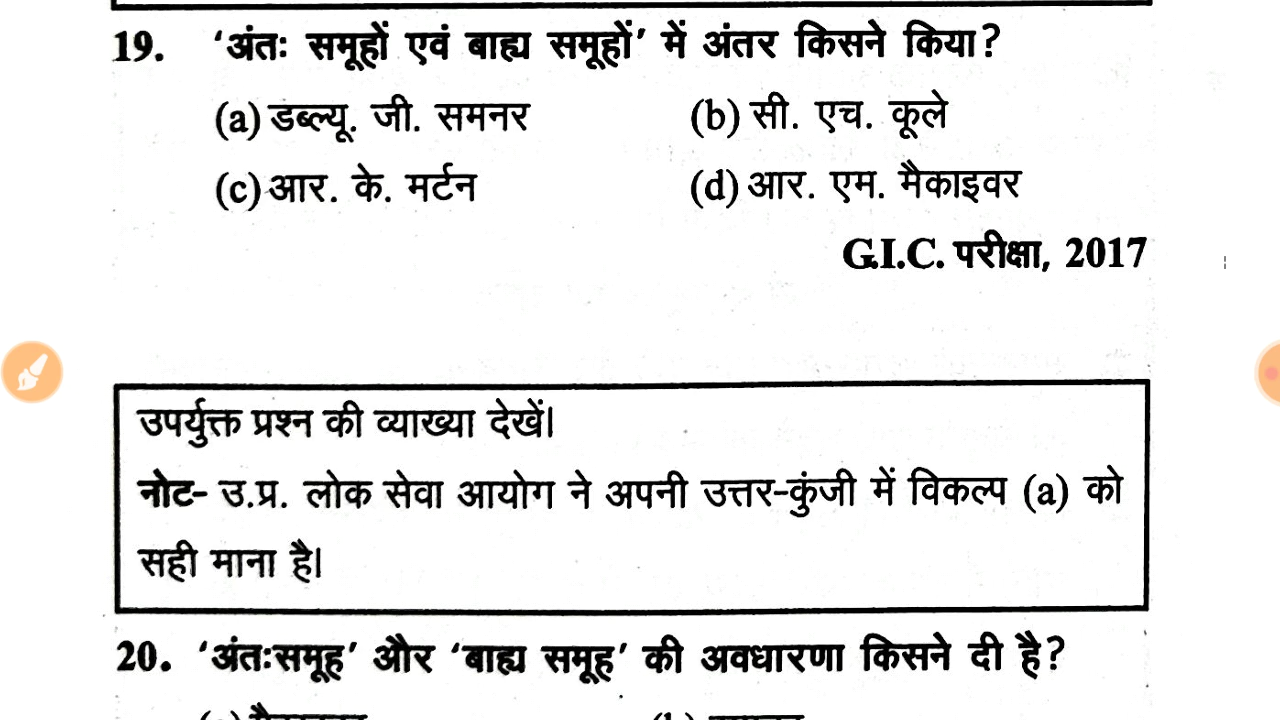 19. 'अंतः समूहों एवं बाह्य समूहों' में अंतर किसने किया?
(a) डब्ल्यू. जी. समनर (b) सी. एच. कूले
(c) आर. के. मर्टन (d) आर. एम. मैकाइवर
G.I.C. परीक्षा, 2017
उपर्युक्त प्रश्न की व्याख्या देखें।
नोट- उ.प्र. लोक सेवा आयोग ने अपनी उत्तर-कुंजी में विकल्प (a) को
सही माना है।
20. 'अंतःसमूह' और 'बाह्य समूह' की अवधारणा किसने दी है?